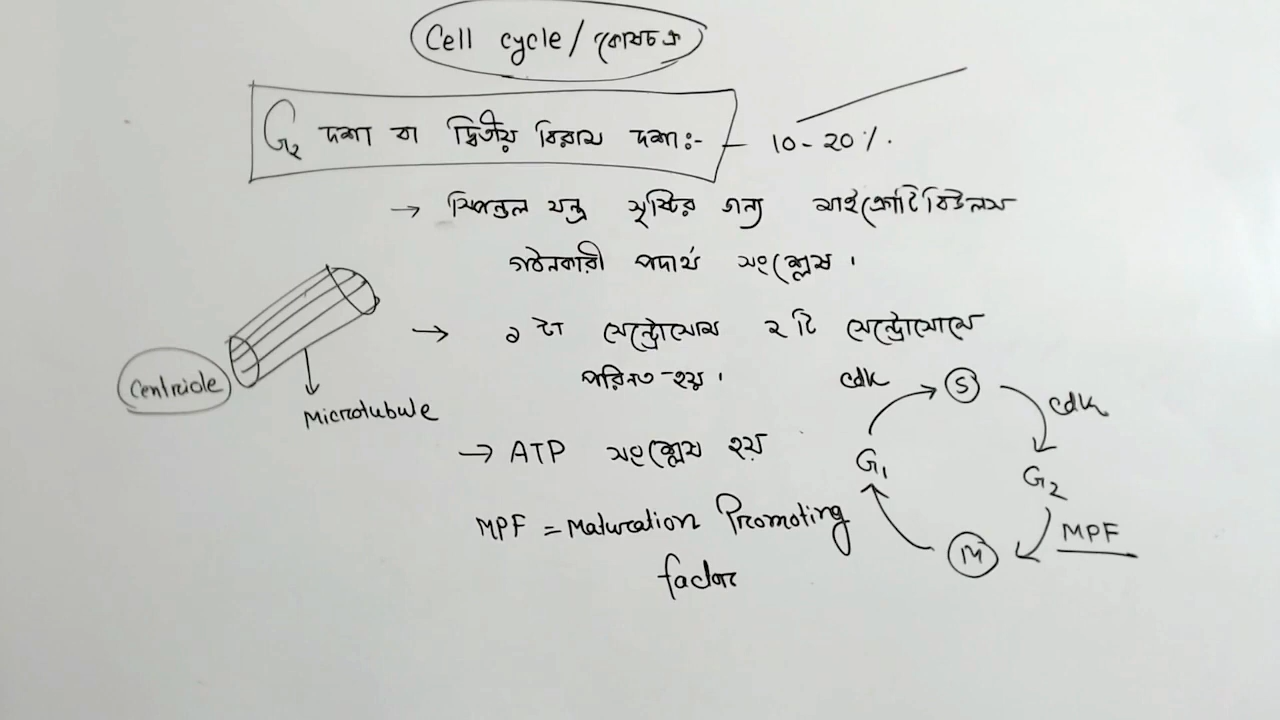 Cell cycle / কোষচক্র
G₂ দশা বা দ্বিতীয় বিরাম দশা:- — 10-20%.
→ স্পিন্ডল যন্ত্র সৃষ্টির জন্য মাইক্রোটিবিউলস
গঠনকারী পদার্থ সংশ্লেষ ।
→ ১ টা সেন্ট্রোসোম ২ টি সেন্ট্রোসোমে
পরিনত হয় ।
Centriole
Microtubule
→ ATP সংশ্লেষ হয়
MPF = Maturation Promoting
factor
cdk
S
cdk
G₁
G₂
MPF
M